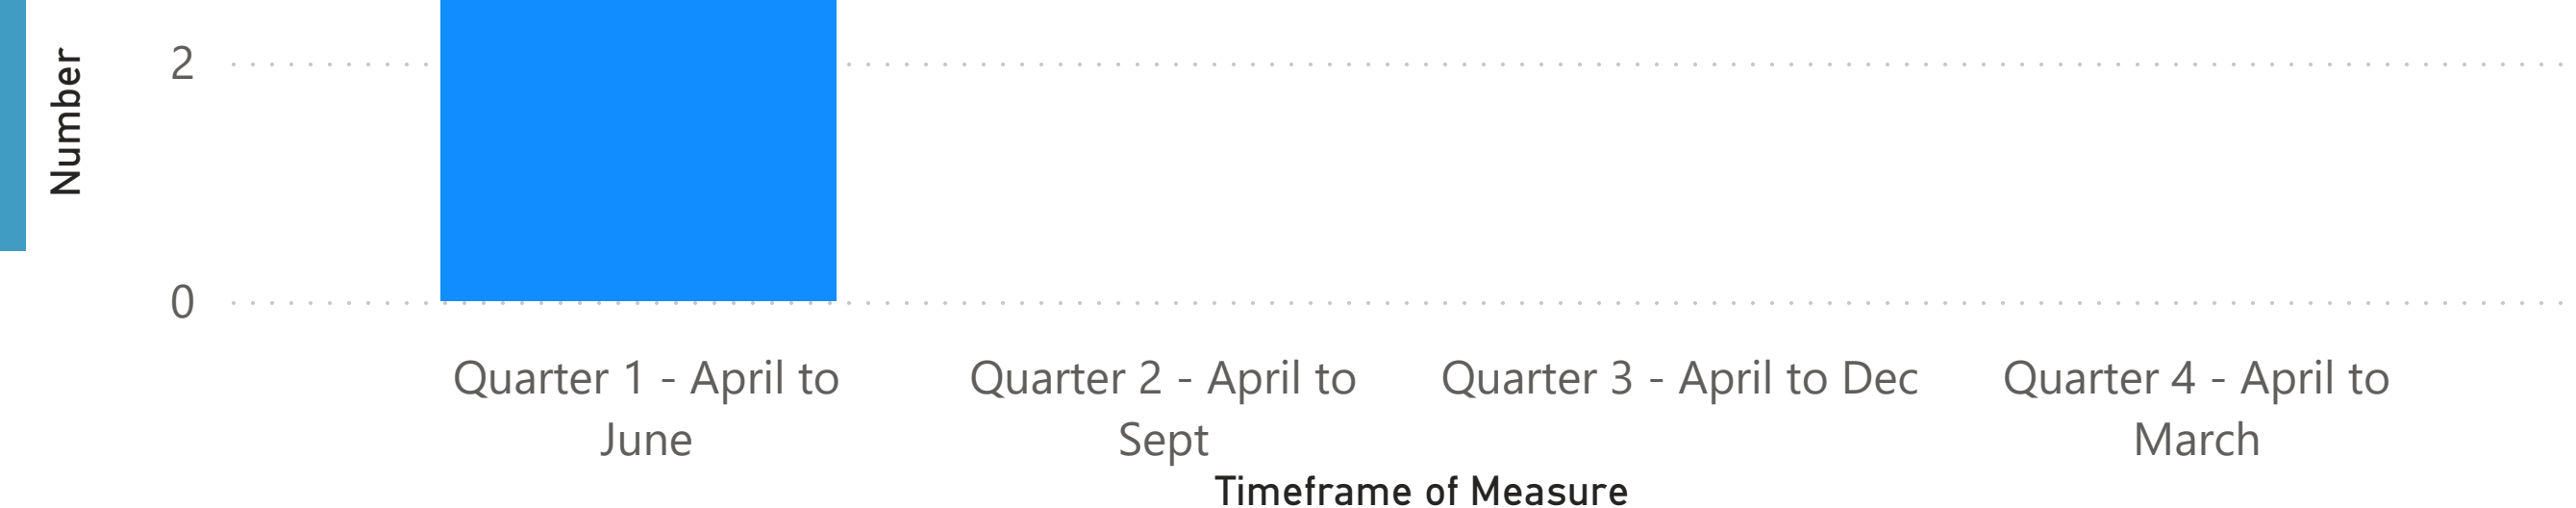 Number
2
0
Quarter 1 - April to
June
Quarter 2 - April to
Sept
Quarter 3 - April to Dec
Quarter 4 - April to
March
Timeframe of Measure